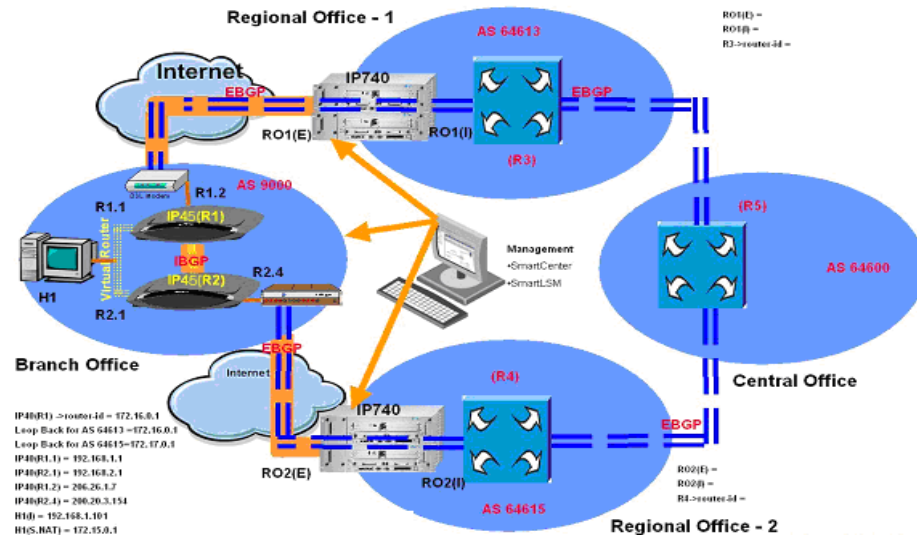 Regional Office - 1
RO1(E) =
RO1(I) =
R3->router-id =
AS 64613
Internet
IP740
EBGP
EBGP
RO1(E)
RO1(I)
(R3)
DSL Modem
R1.2
AS 9000
R1.1
IP45(R1)
(R5)
Virtual Router
IBGP
Management
•SmartCenter
•SmartLSM
AS 64600
IP45(R2)
R2.4
H1
R2.1
EBGP
Branch Office
Internet
(R4)
Central Office
IP740
IP40(R1) ->router-id = 172.16.0.1
Loop Back for AS 64613 =172.16.0.1
Loop Back for AS 64615=172.17.0.1
IP40(R1.1) = 192.168.1.1
IP40(R2.1) = 192.168.2.1
IP40(R1.2) = 206.26.1.7
IP40(R2.4) = 200.20.3.154
H1(I) = 192.168.1.101
H1(S.NAT) = 172.15.0.1
EBGP
RO2(E)
RO2(I)
RO2(E) =
RO2(I) =
R4->router-id =
AS 64615
Regional Office - 2